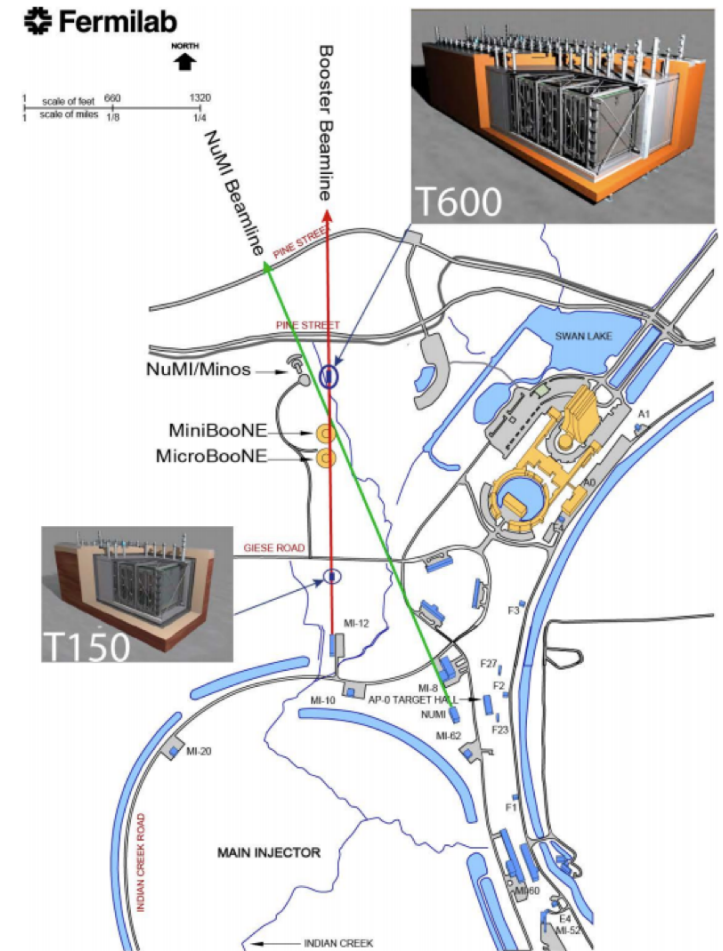 Fermilab
NORTH
1 scale of feet 660 1320
1 scale of miles 1/8 1/4
Booster Beamline
NuMI Beamline
T600
PINE STREET
PINE STREET
SWAN LAKE
NuMI/Minos
A1
MiniBooNE
MicroBooNE
A0
GIESE ROAD
T150
MI-12
F3
F27
MI-8
F2
MI-10
AP-0 TARGET HALL
NUMI
F23
MI-62
MI-20
F1
INDIAN CREEK ROAD
MAIN INJECTOR
E4
MI-52
INDIAN CREEK